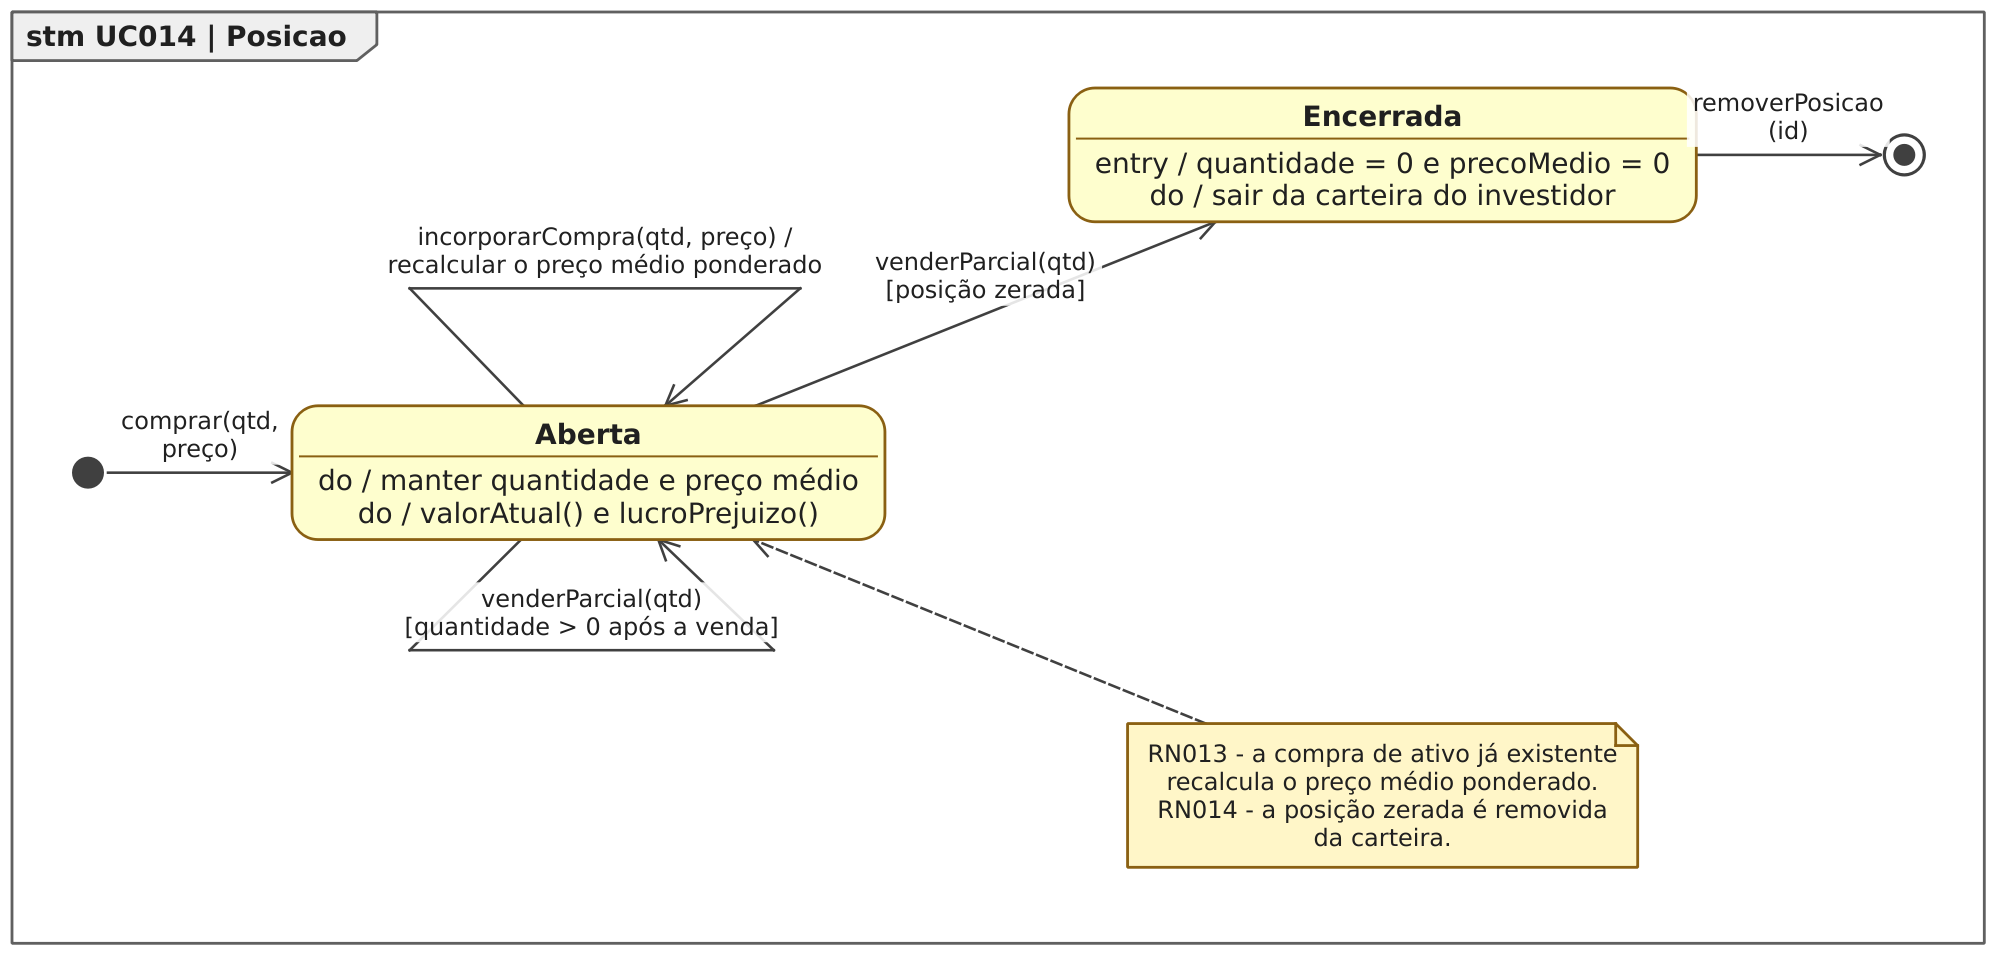 stm UC014 | Posicao
Encerrada
entry / quantidade = 0 e precoMedio = 0
do / sair da carteira do investidor
removerPosicao
(id)
incorporarCompra(qtd, preço) /
recalcular o preço médio ponderado
venderParcial(qtd)
[posição zerada]
comprar(qtd,
preço)
Aberta
do / manter quantidade e preço médio
do / valorAtual() e lucroPrejuizo()
venderParcial(qtd)
[quantidade > 0 após a venda]
RN013 - a compra de ativo já existente
recalcula o preço médio ponderado.
RN014 - a posição zerada é removida
da carteira.